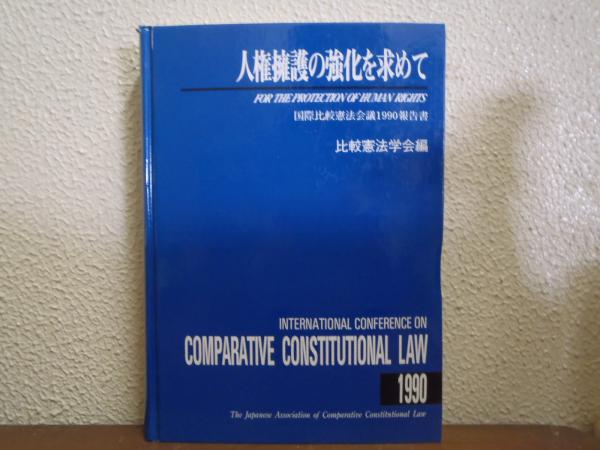 人権擁護の強化を求めて
FOR THE PROTECTION OF HUMAN RIGHTS
国際比較憲法会議1990報告書
比較憲法学会編
INTERNATIONAL CONFERENCE ON
COMPARATIVE CONSTITUTIONAL LAW
1990
The Japanese Association of Comparative Constitutional Law